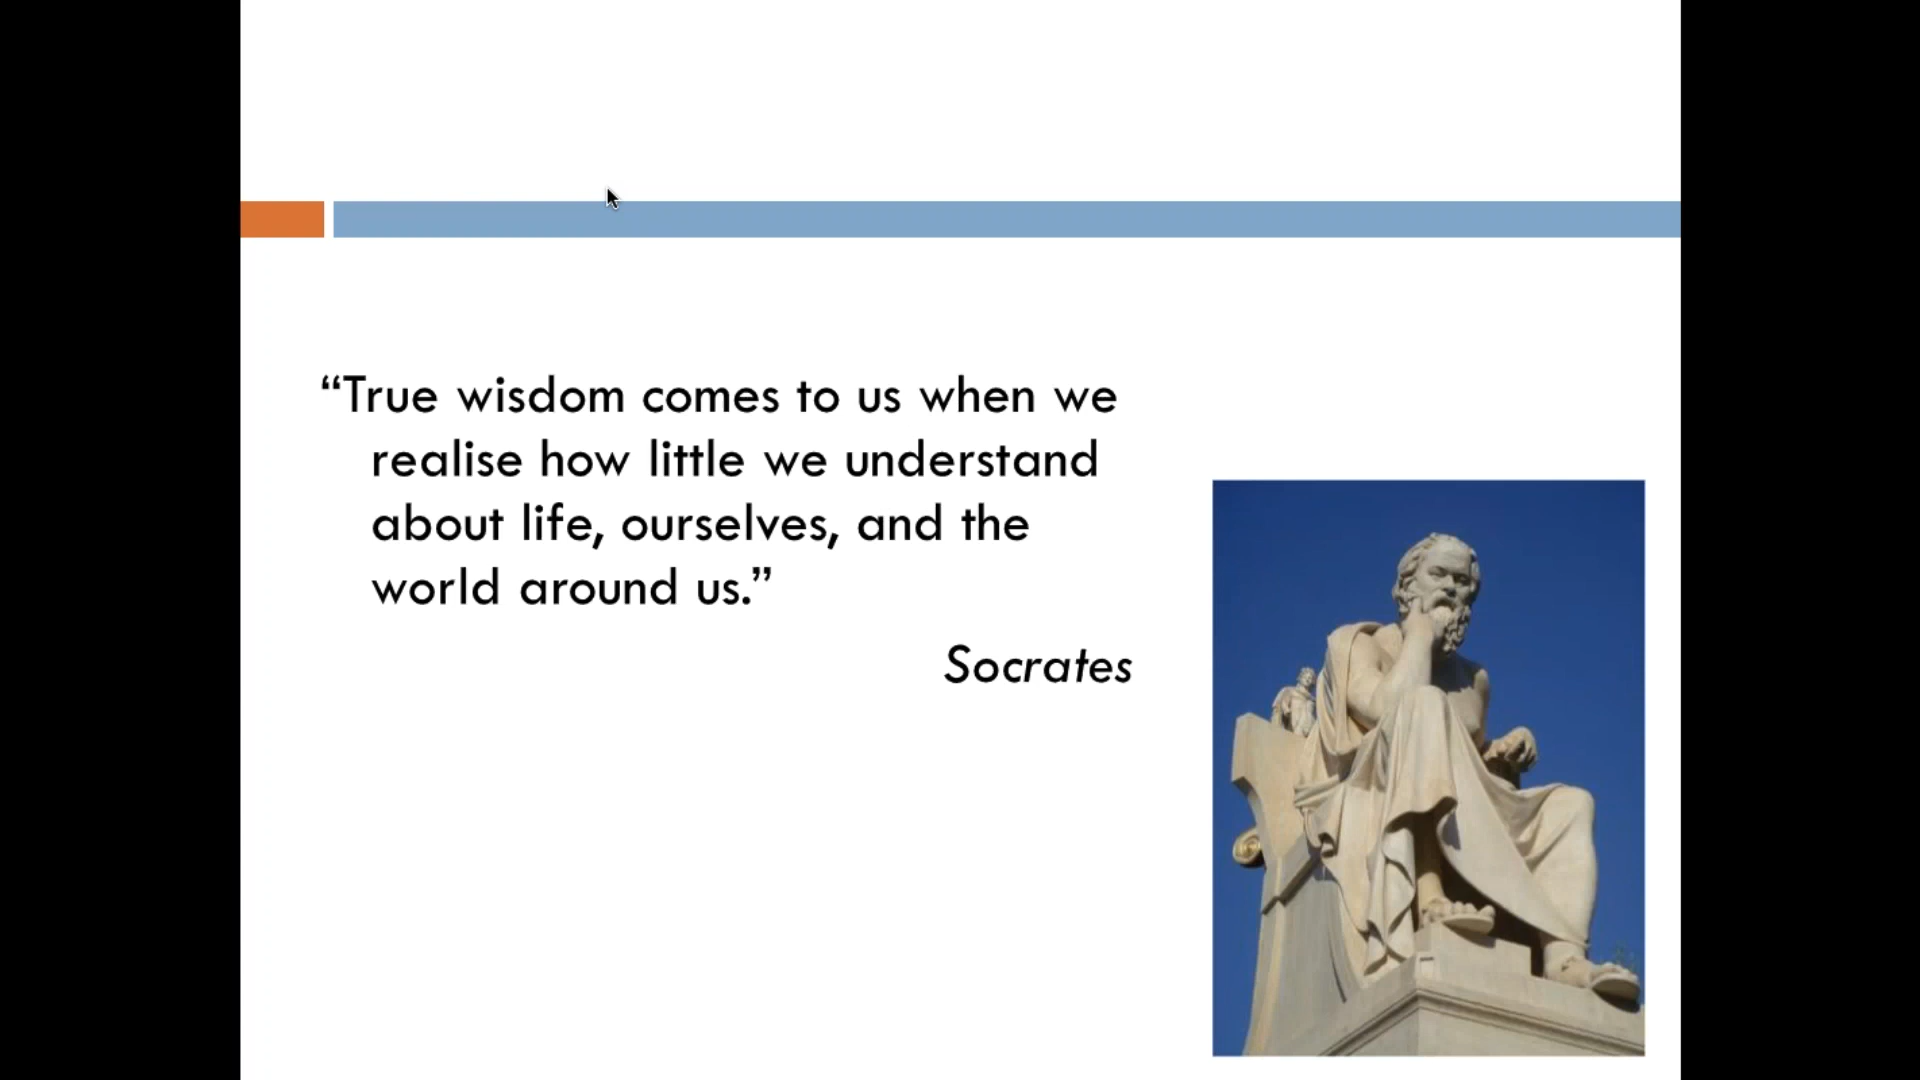 “True wisdom comes to us when we
realise how little we understand
about life, ourselves, and the
world around us.”
Socrates